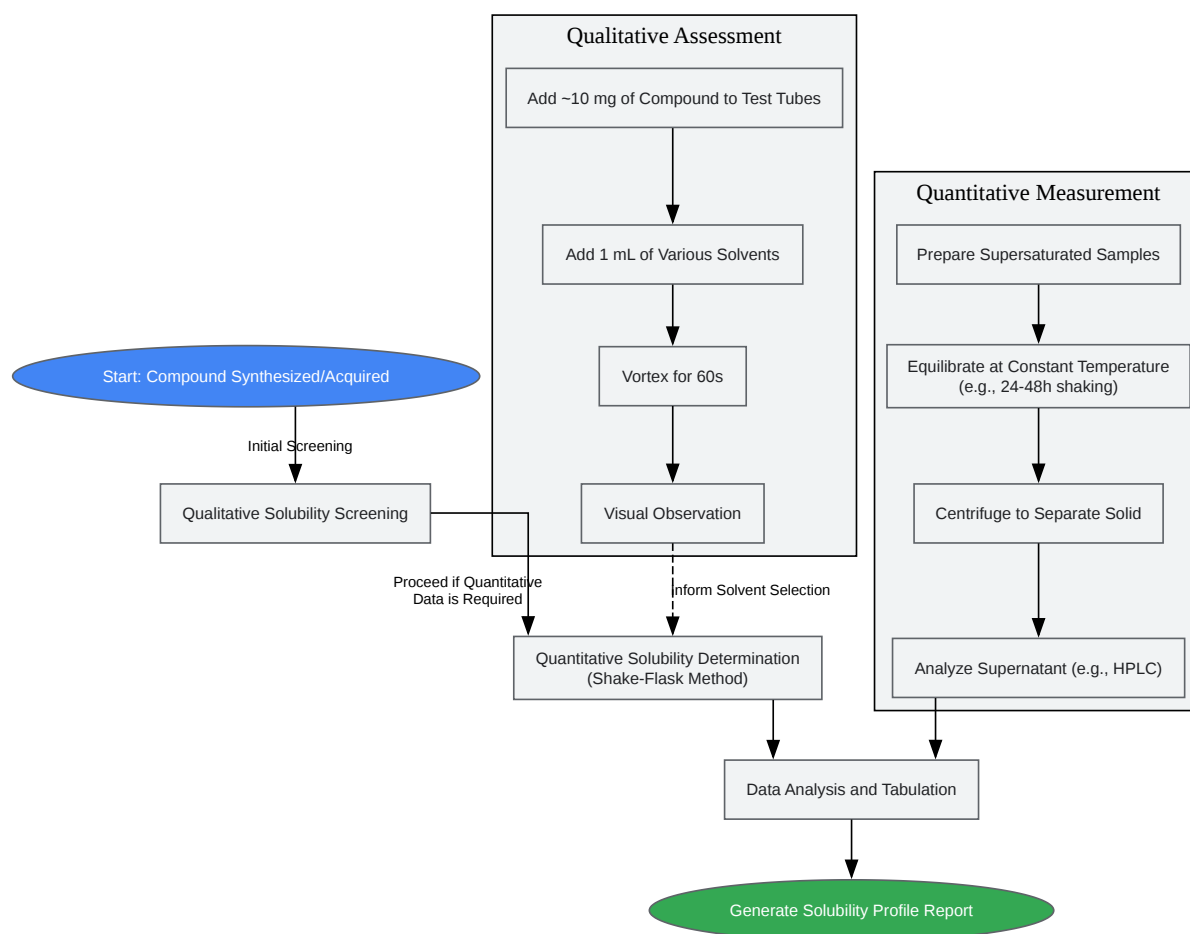 Qualitative Assessment
Add ~10 mg of Compound to Test Tubes
Add 1 mL of Various Solvents
Vortex for 60s
Visual Observation
Quantitative Measurement
Prepare Supersaturated Samples
Equilibrate at Constant Temperature
(e.g., 24-48h shaking)
Centrifuge to Separate Solid
Analyze Supernatant (e.g., HPLC)
Start: Compound Synthesized/Acquired
Initial Screening
Qualitative Solubility Screening
Proceed if Quantitative
Data is Required
Inform Solvent Selection
Quantitative Solubility Determination
(Shake-Flask Method)
Data Analysis and Tabulation
Generate Solubility Profile Report